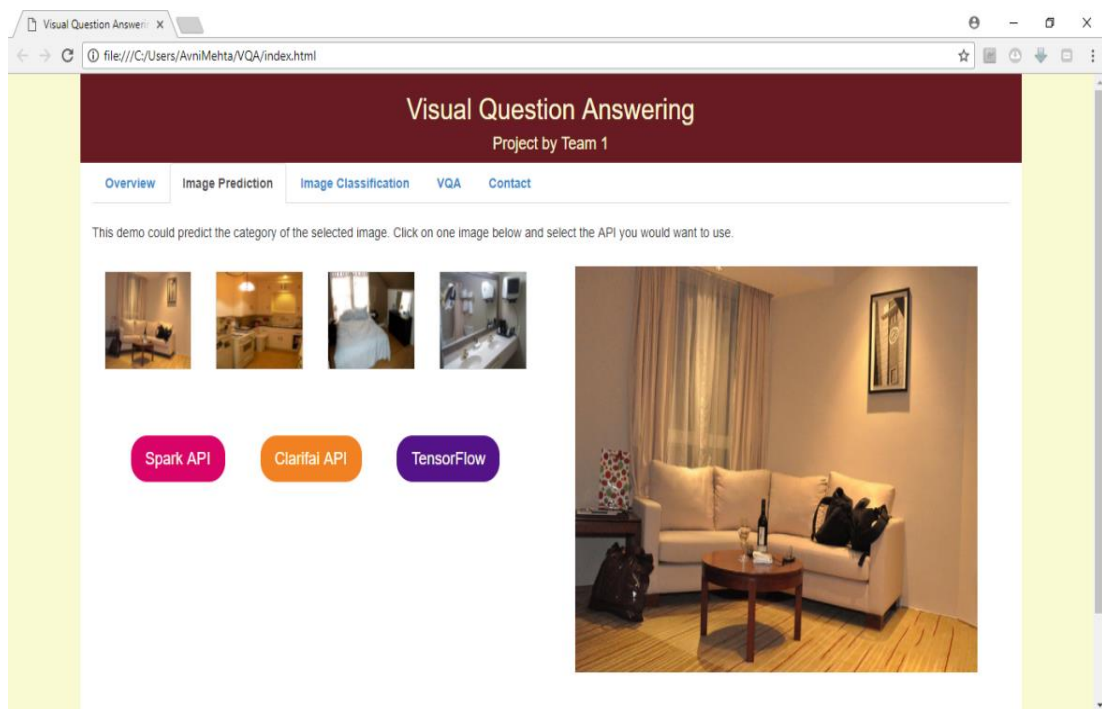 Visual Question Answeri
file:///C:/Users/AvniMehta/VQA/index.html
Visual Question Answering
Project by Team 1
Overview Image Prediction Image Classification VQA Contact
This demo could predict the category of the selected image. Click on one image below and select the API you would want to use.
Spark API Clarifai API TensorFlow